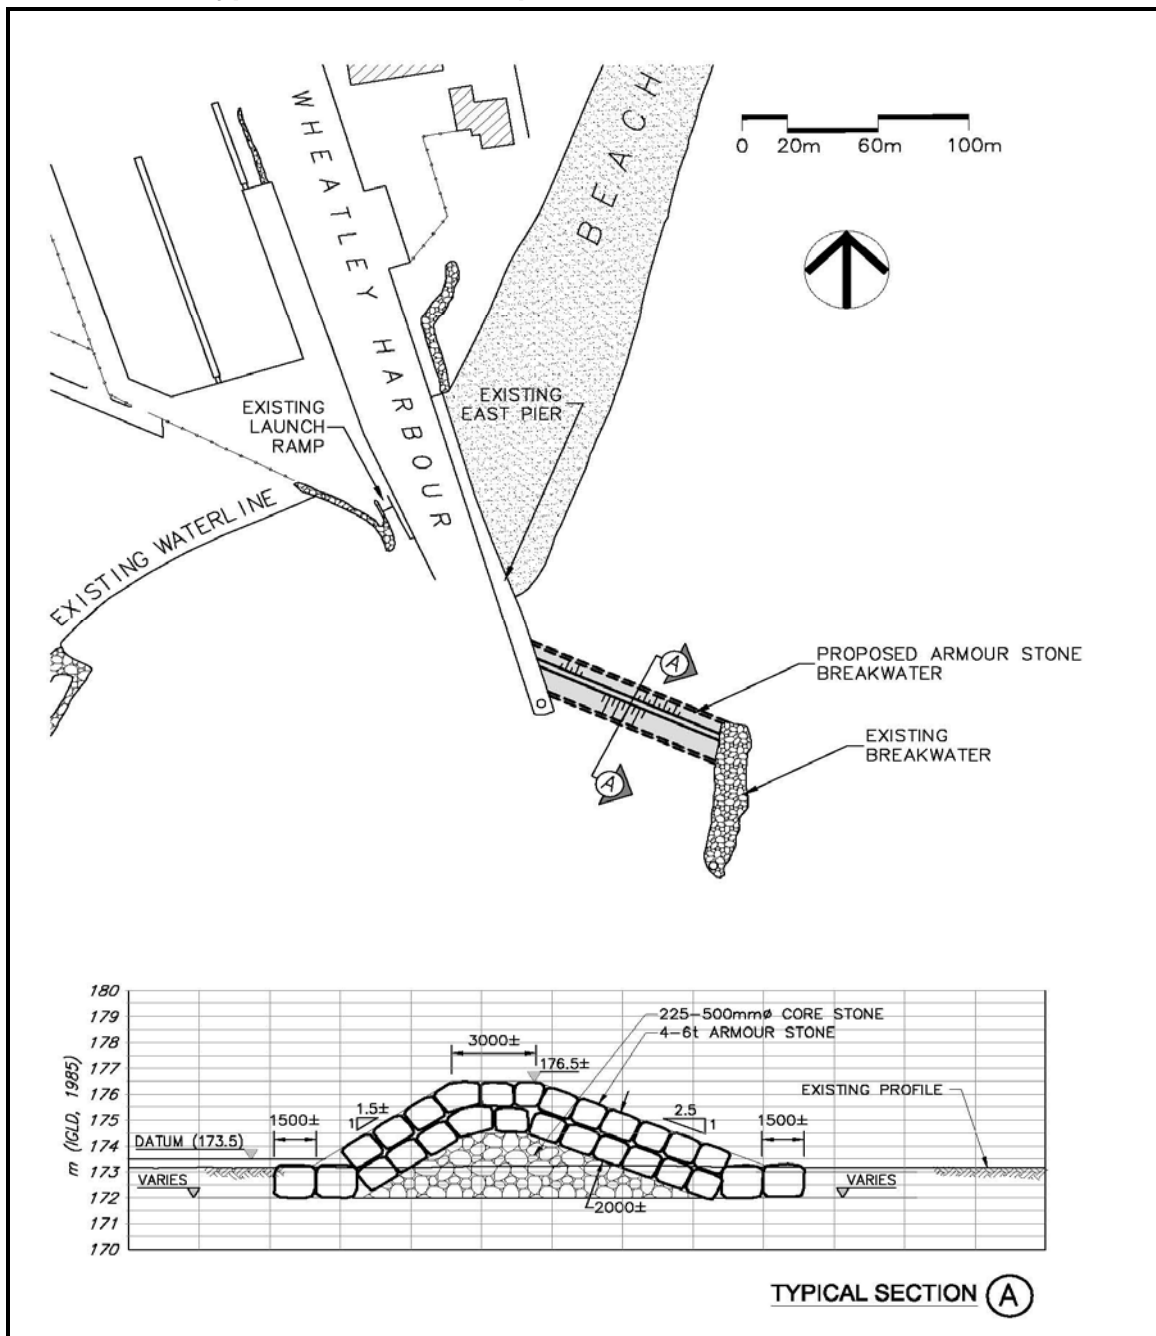 WHEATLEY HARBOUR
BEACH
0 20m 60m 100m
EXISTING
EAST PIER
EXISTING
LAUNCH
RAMP
EXISTING WATERLINE
A
PROPOSED ARMOUR STONE
BREAKWATER
EXISTING
BREAKWATER
A
180
179
178
177
176
175
174
173
172
171
170
m (IGLD, 1985)
225-500mmø CORE STONE
4-6t ARMOUR STONE
3000±
176.5±
EXISTING PROFILE
1500±
1.5±
1
2.5
1
1500±
DATUM (173.5)
VARIES
VARIES
2000±
TYPICAL SECTION A